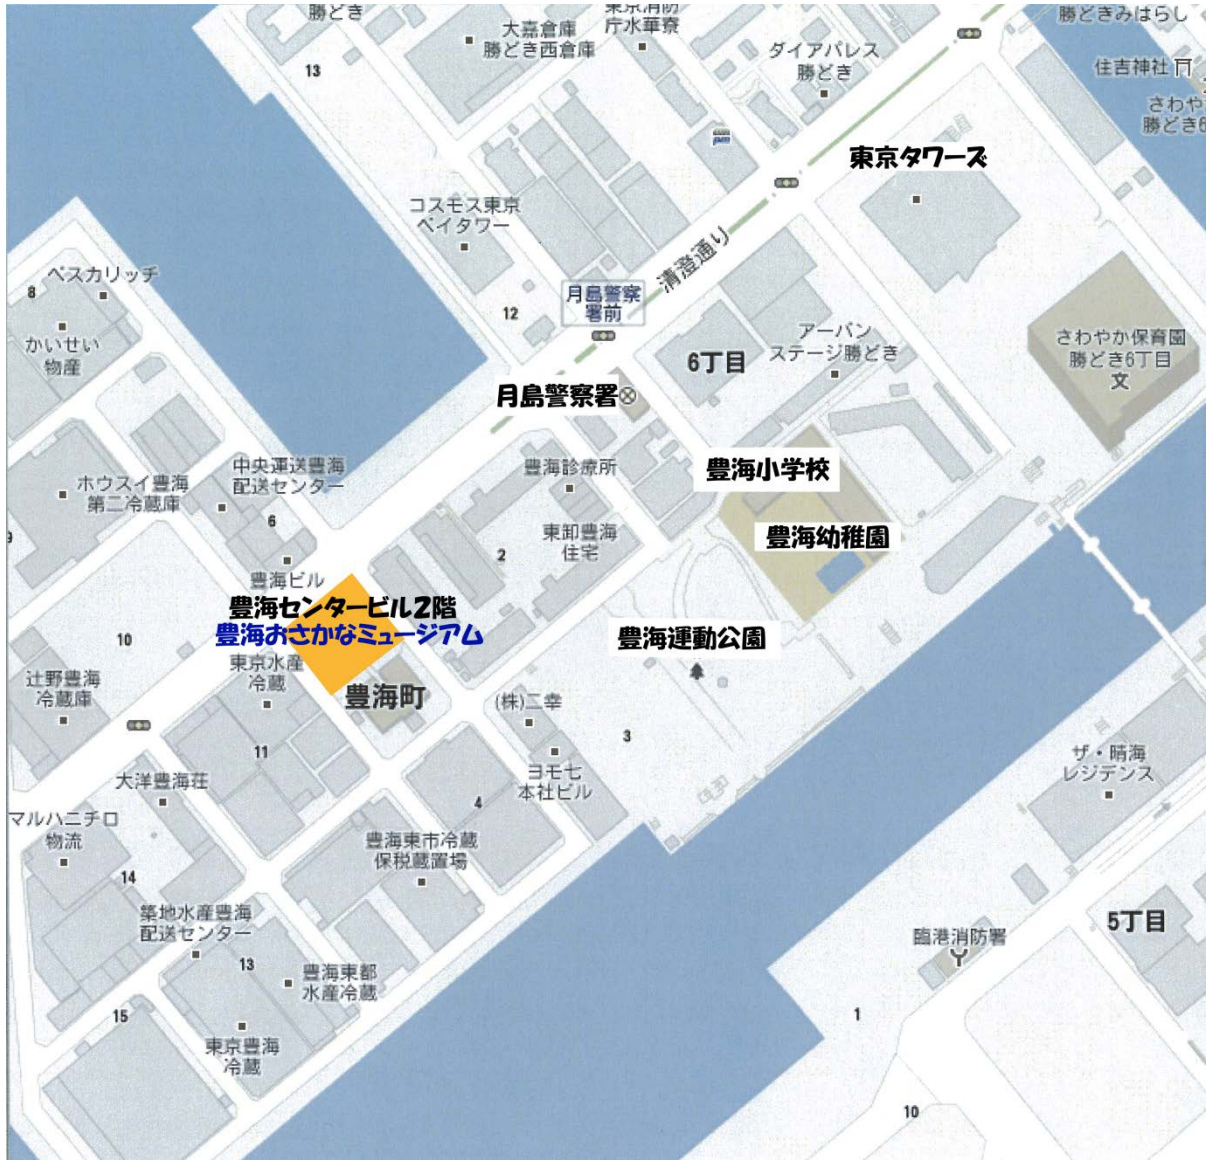 勝どき
大嘉倉庫
勝どき西倉庫
東京消防
庁水華寮
ダイアパレス
勝どき
勝どきみはらし
住吉神社
さわや
勝どき6
13
pm
東京タワーズ
コスモス東京
ベイタワー
清澄通り
月島警察
署前
12
ペスカリッチ
8
かいせい
物産
6丁目
アーバン
ステージ勝どき
さわやか保育園
勝どき6丁目
文
月島警察署
豊海小学校
豊海幼稚園
豊海診療所
中央運送豊海
配送センター
ホウスイ豊海
第二冷蔵庫
6
9
2
東卸豊海
住宅
豊海ビル
豊海センタービル2階
豊海おさかなミュージアム
豊海運動公園
10
東京水産
冷蔵
辻野豊海
冷蔵庫
豊海町
(株)二幸
3
11
ヨモ七
本社ビル
ザ・晴海
レジデンス
大洋豊海荘
4
マルハニチロ
物流
豊海東市冷蔵
保税蔵置場
14
築地水産豊海
配送センター
13
豊海東都
水産冷蔵
臨港消防署
5丁目
15
1
東京豊海
冷蔵
10